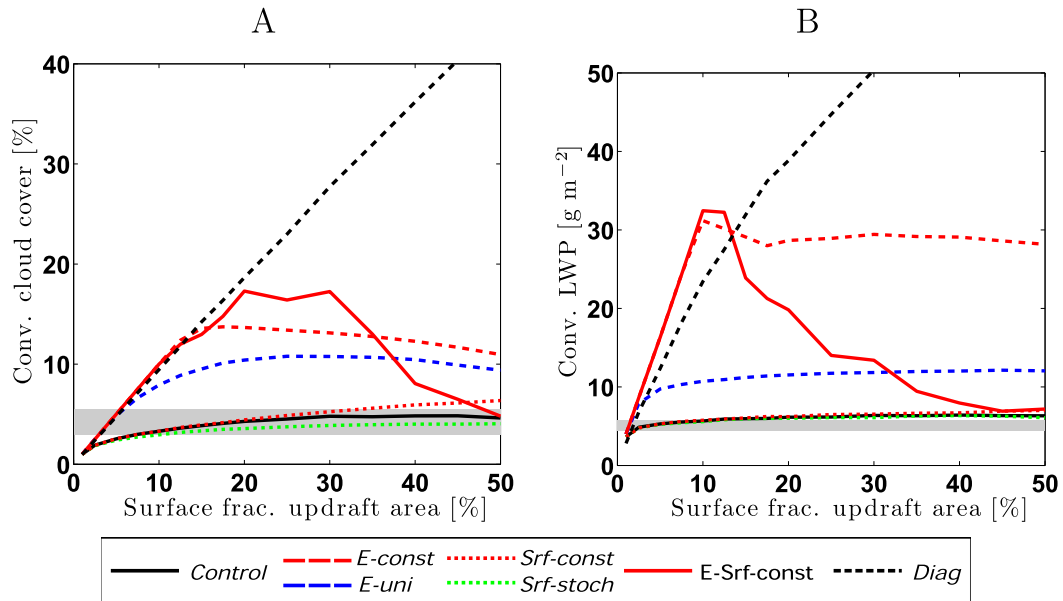 A
B
Conv. cloud cover [%]
40
30
20
10
0
0
10
20
30
40
50
Surface frac. updraft area [%]
Conv. LWP [g m⁻²]
50
40
30
20
10
0
0
10
20
30
40
50
Surface frac. updraft area [%]
Control
E-const
E-uni
Srf-const
Srf-stoch
E-Srf-const
Diag